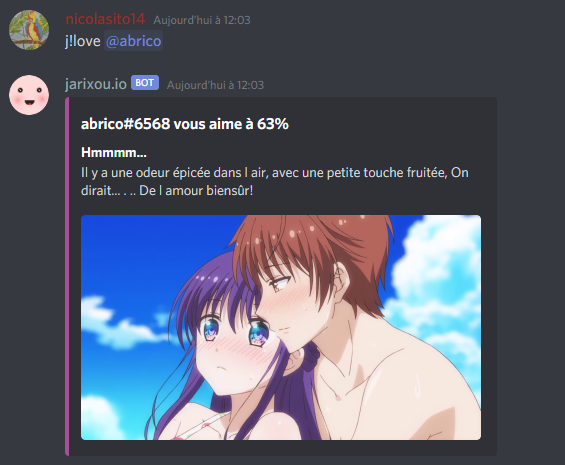 nicolasito14 Aujourd'hui à 12:03
j!love @abrico
jarixou.io BOT Aujourd'hui à 12:03
abrico#6568 vous aime à 63%
Hmmmm...
Il y a une odeur épicée dans l air, avec une petite touche fruitée, On
dirait... . .. De l amour biensûr!